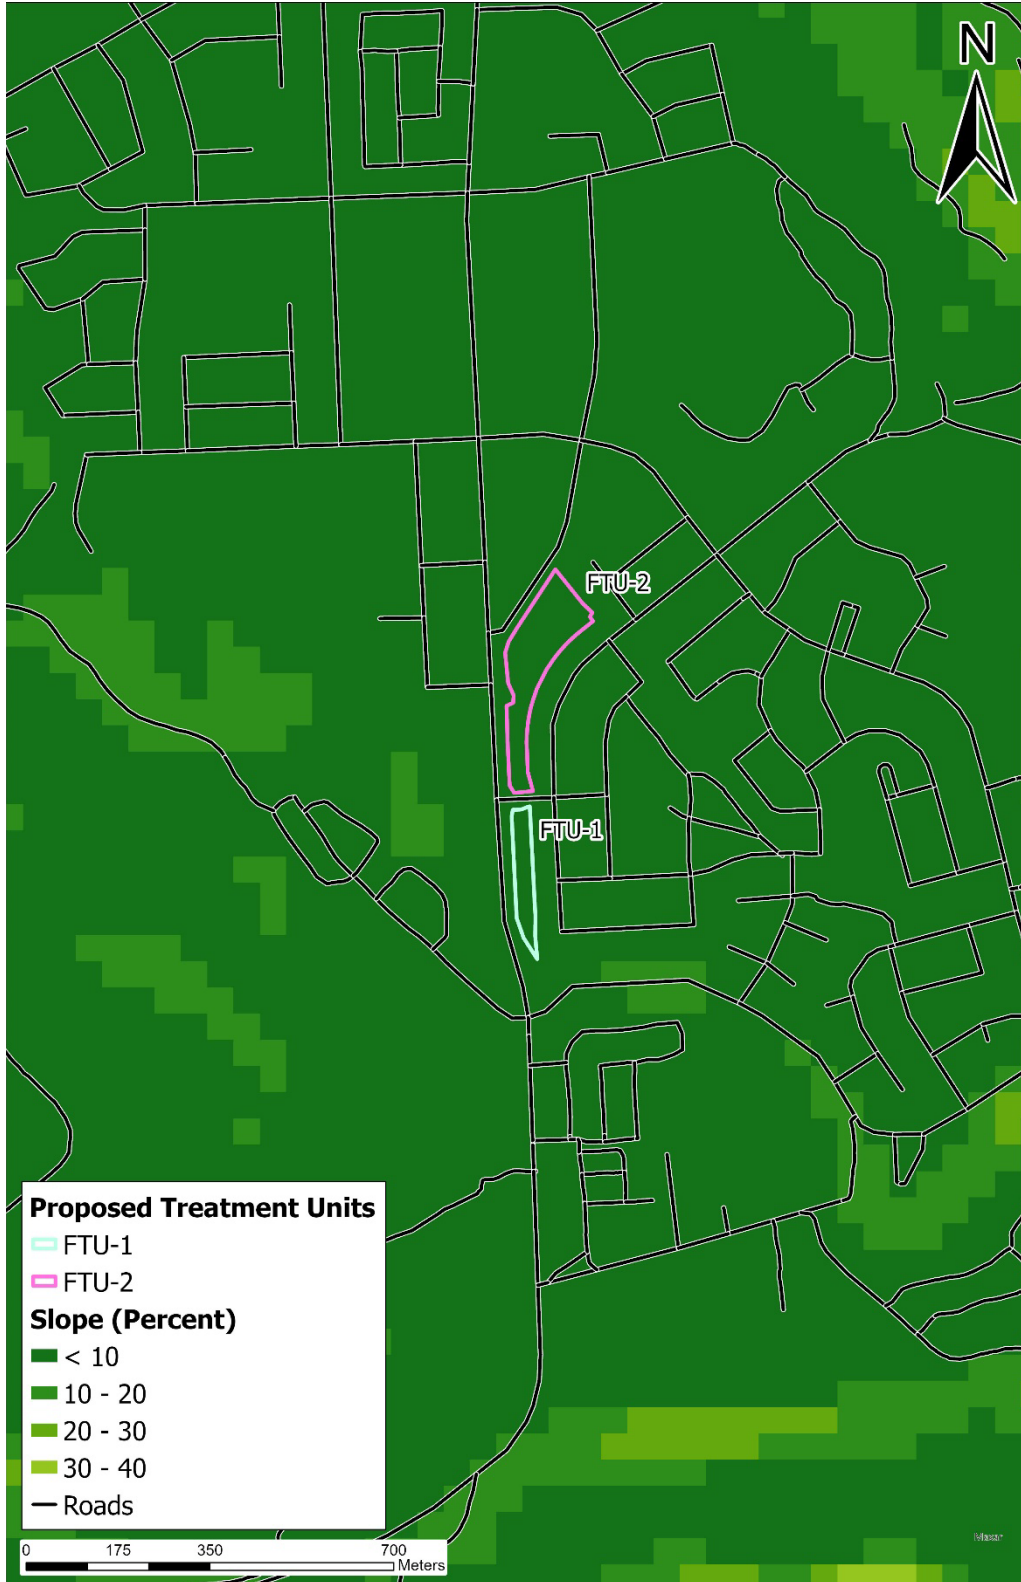 N
FTU-2
FTU-1
Proposed Treatment Units
FTU-1
FTU-2
Slope (Percent)
< 10
10 - 20
20 - 30
30 - 40
Roads
0 175 350 700
Meters